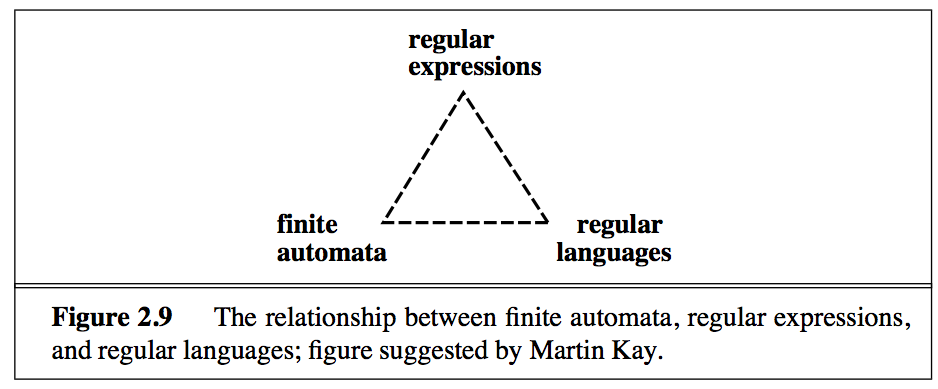 regular
expressions
finite
automata
regular
languages
Figure 2.9 The relationship between finite automata, regular expressions,
and regular languages; figure suggested by Martin Kay.